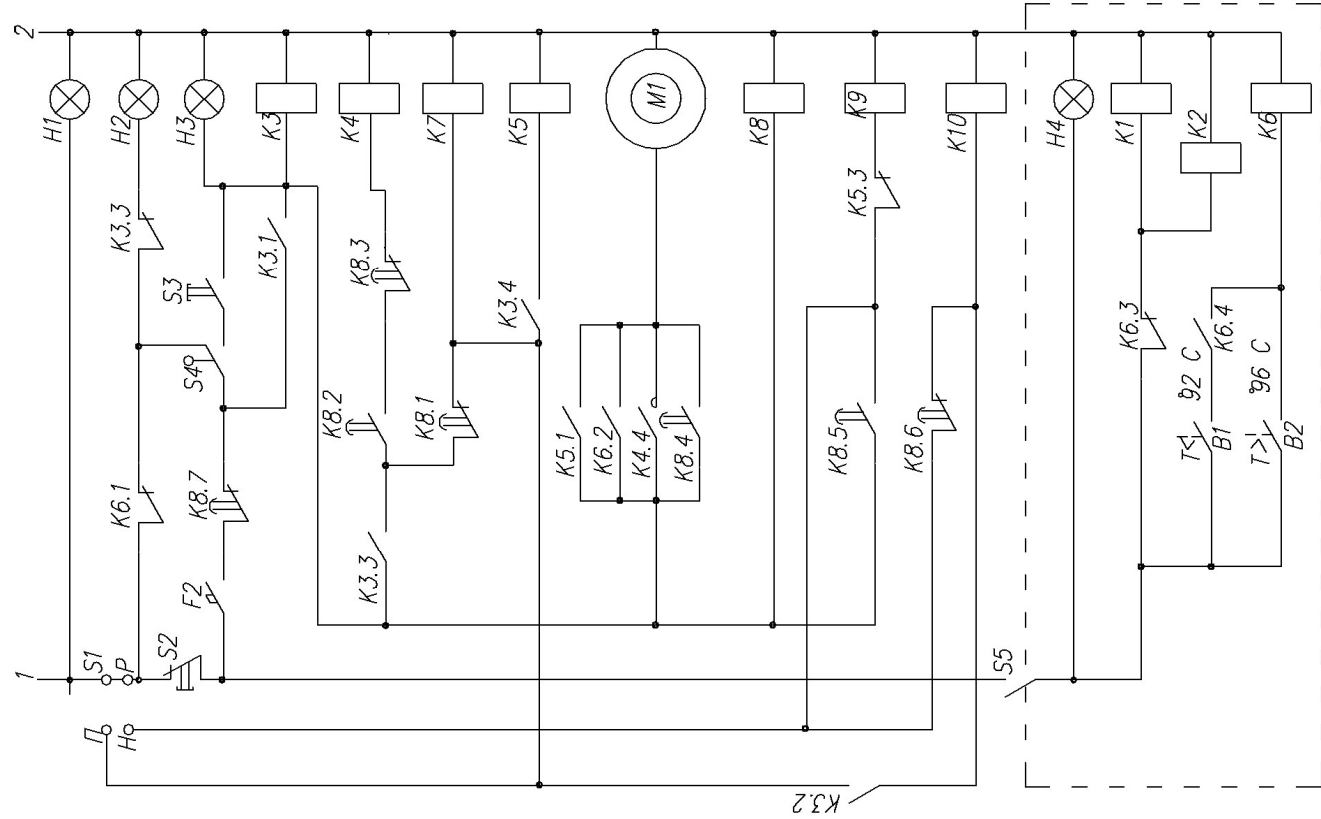 2
1
H1
H2
H3
K3
K4
K7
K5
M1
K8
K9
K10
H4
K1
K2
K6
K3.3
K3.1
K8.3
K5.3
S3
K3.4
K6.3
K6.4
92°C
96°C
S4
K8.2
K8.1
K5.1
K6.2
K4.4
K8.4
K8.5
K8.6
T<
B1
T>
B2
K6.1
K8.7
K3.3
F2
S1
P
S2
S5
П
Н
K3.2